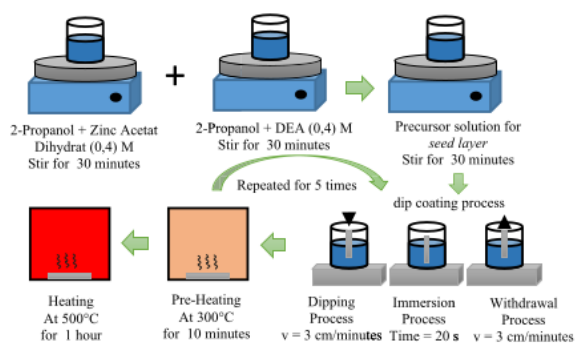 2-Propanol + Zinc Acetat
Dihydrat (0,4) M
Stir for 30 minutes
+
2-Propanol + DEA (0,4) M
Stir for 30 minutes
Precursor solution for
seed layer
Stir for 30 minutes
Repeated for 5 times
dip coating process
Heating
At 500°C
for 1 hour
Pre-Heating
At 300°C
for 10 minutes
Dipping
Process
v = 3 cm/minutes
Immersion
Process
Time = 20 s
Withdrawal
Process
v = 3 cm/minutes